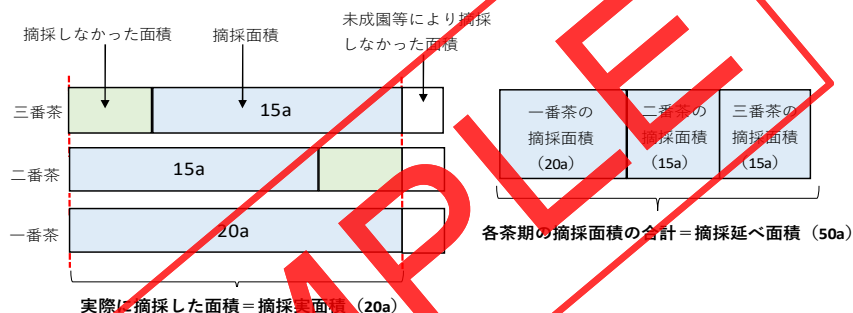 摘採しなかった面積
摘採面積
未成園等により摘採
しなかった面積
三番茶
15a
二番茶
15a
一番茶
20a
実際に摘採した面積＝摘採実面積（20a）
一番茶の
摘採面積
（20a）
二番茶の
摘採面積
（15a）
三番茶の
摘採面積
（15a）
各茶期の摘採面積の合計＝摘採延べ面積（50a）
MPLE